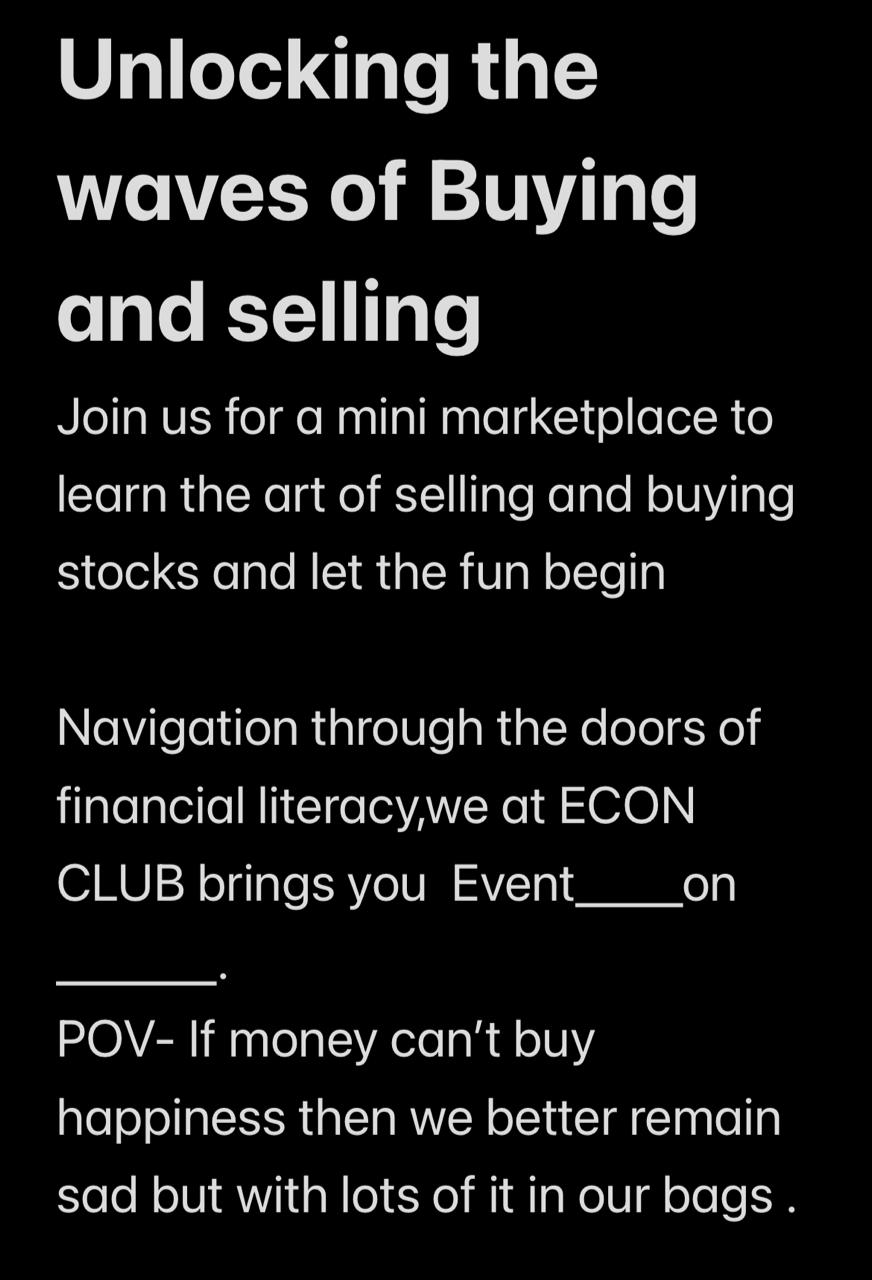 Unlocking the
waves of Buying
and selling
Join us for a mini marketplace to
learn the art of selling and buying
stocks and let the fun begin
Navigation through the doors of
financial literacy,we at ECON
CLUB brings you  Event_____on
_______.
POV- If money can’t buy
happiness then we better remain
sad but with lots of it in our bags .